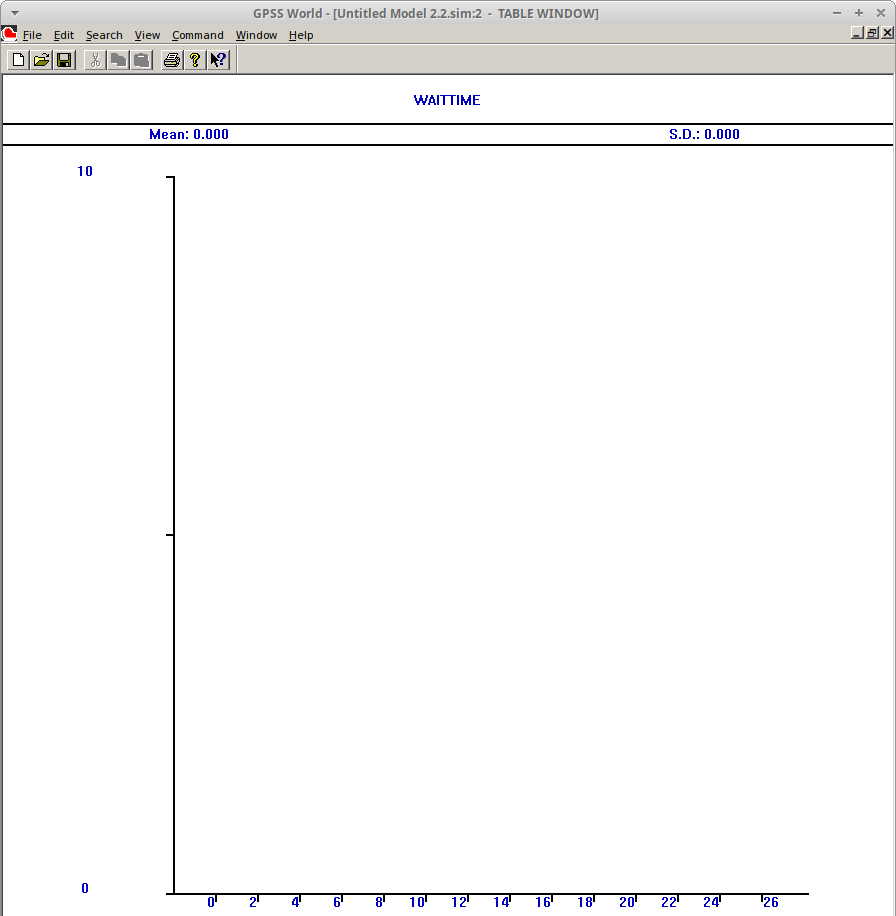 GPSS World - [Untitled Model 2.2.sim:2 - TABLE WINDOW]
File Edit Search View Command Window Help
WAITTIME
Mean: 0.000 S.D.: 0.000
10
0
0 2 4 6 8 10 12 14 16 18 20 22 24 26